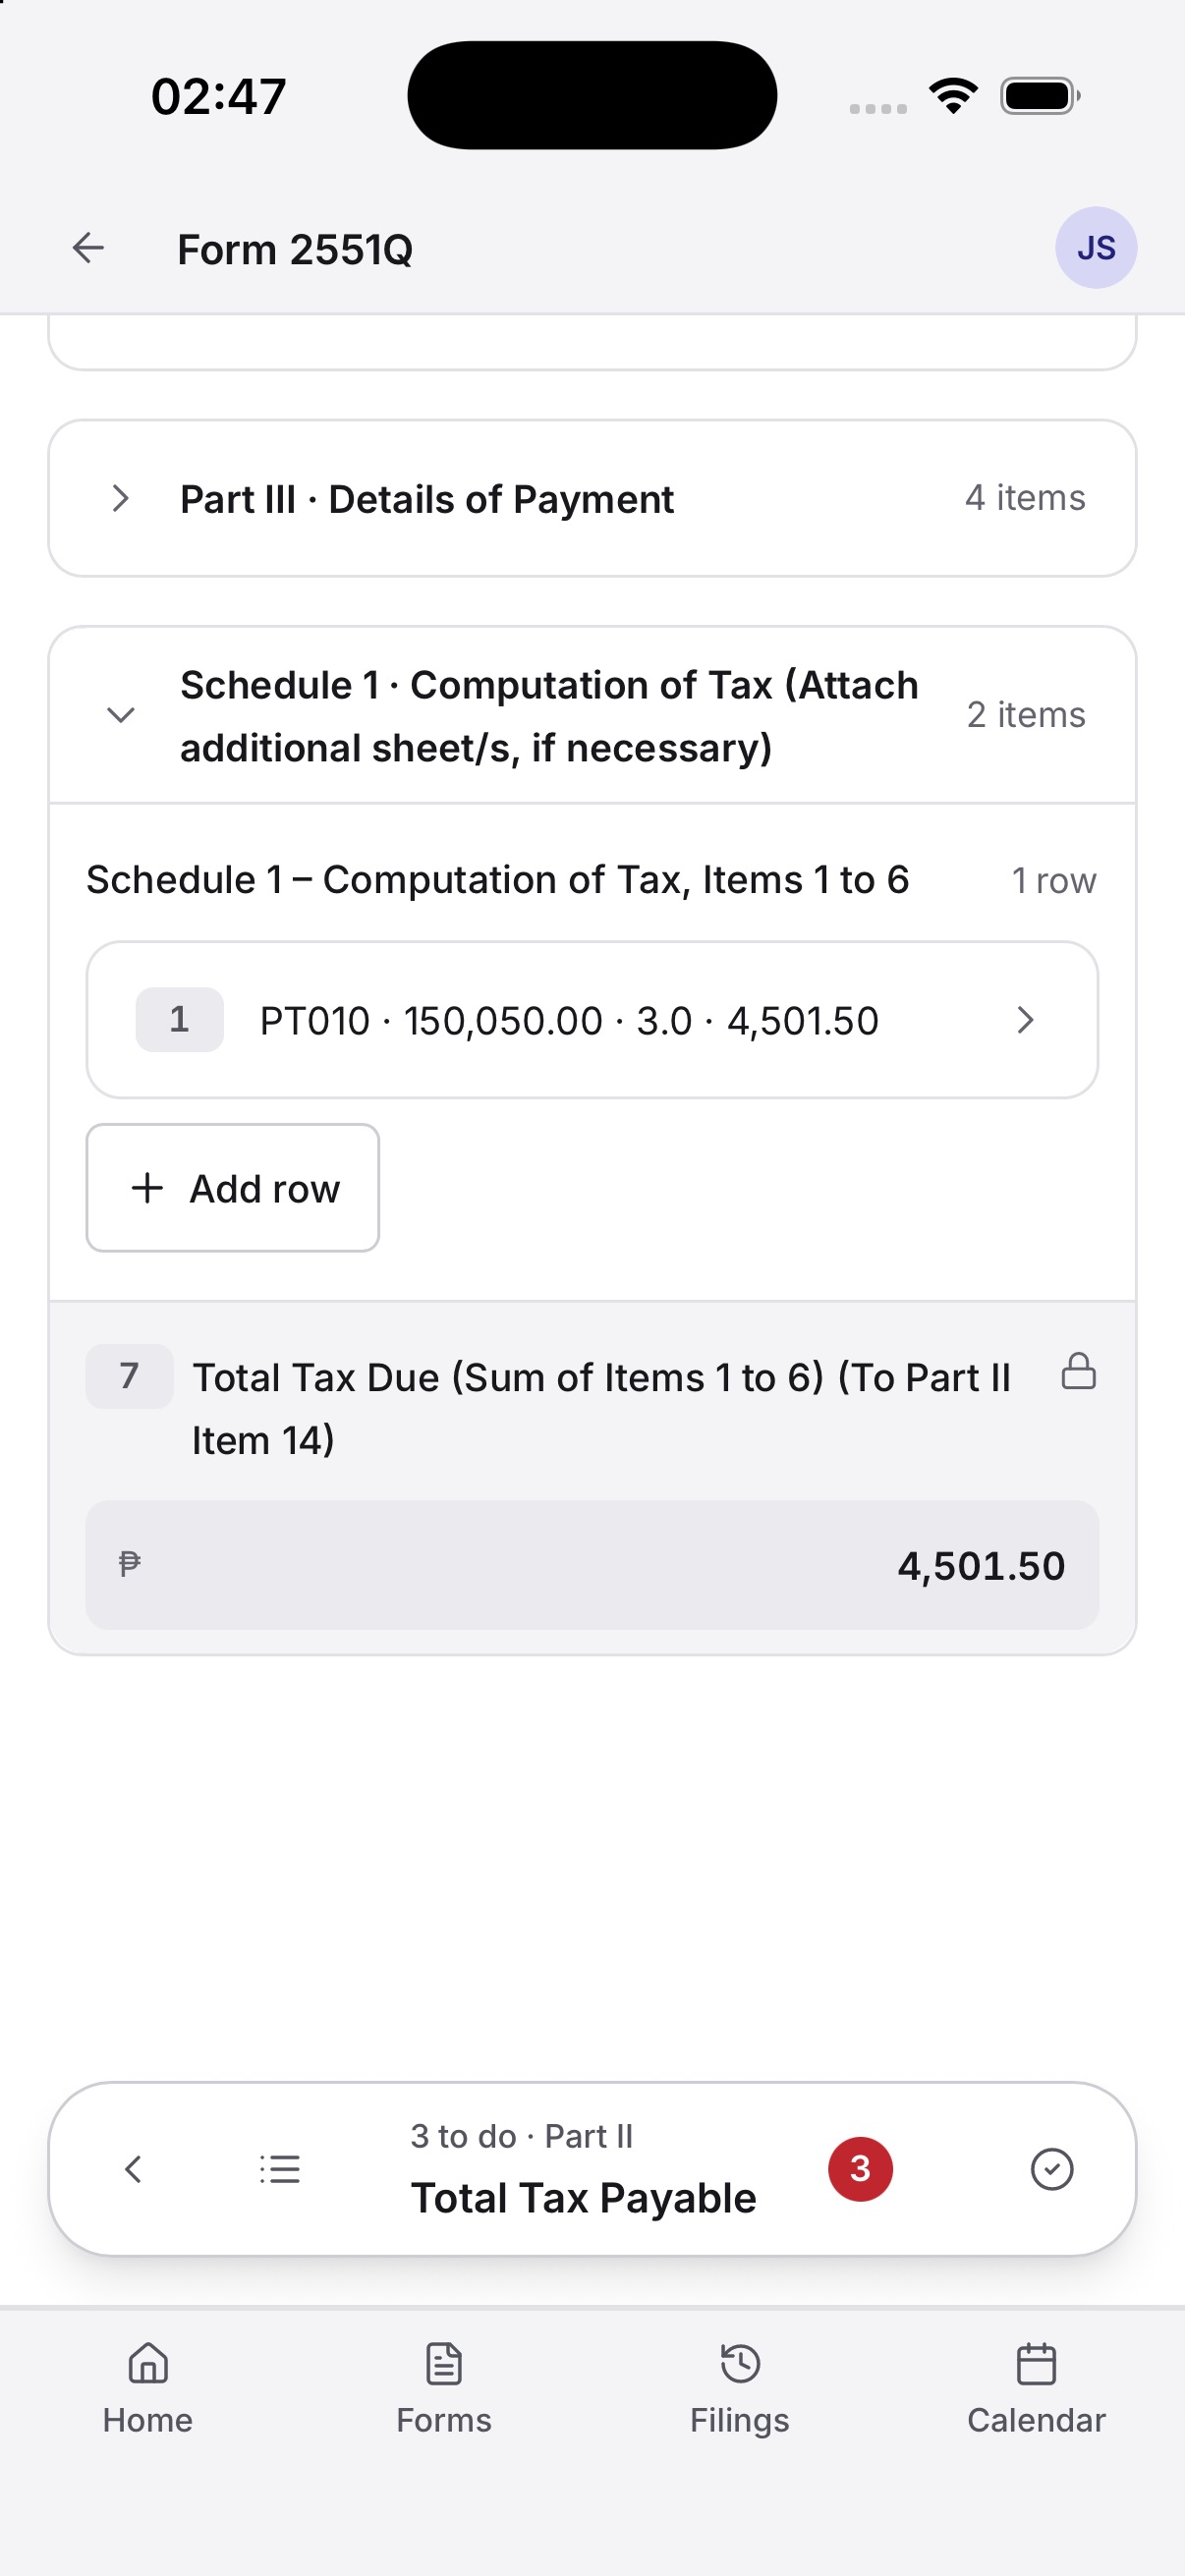 02:47
Form 2551Q
JS
Part III · Details of Payment
4 items
Schedule 1 · Computation of Tax (Attach
additional sheet/s, if necessary)
2 items
Schedule 1 – Computation of Tax, Items 1 to 6
1 row
1
PT010 · 150,050.00 · 3.0 · 4,501.50
Add row
7
Total Tax Due (Sum of Items 1 to 6) (To Part II
Item 14)
₱
4,501.50
3 to do · Part II
Total Tax Payable
3
Home
Forms
Filings
Calendar